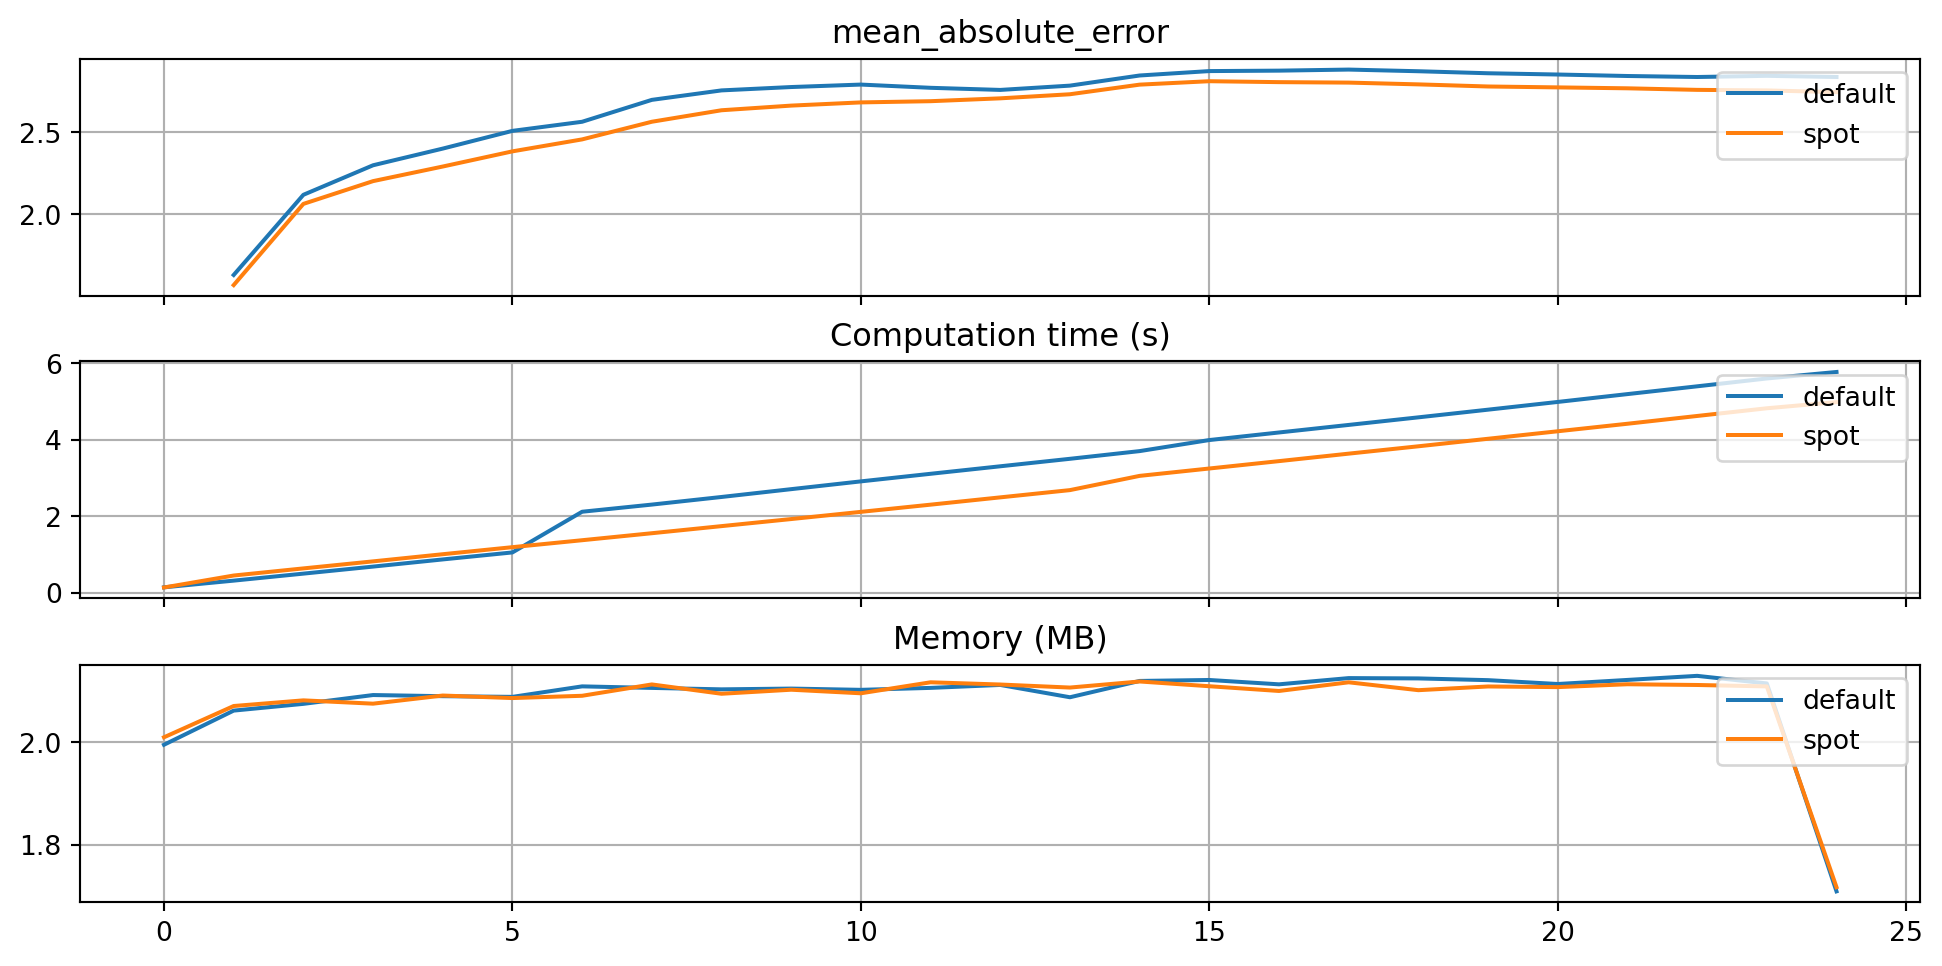 mean_absolute_error
2.5
2.0
default
spot
Computation time (s)
6
4
2
0
default
spot
Memory (MB)
2.0
1.8
default
spot
0 5 10 15 20 25